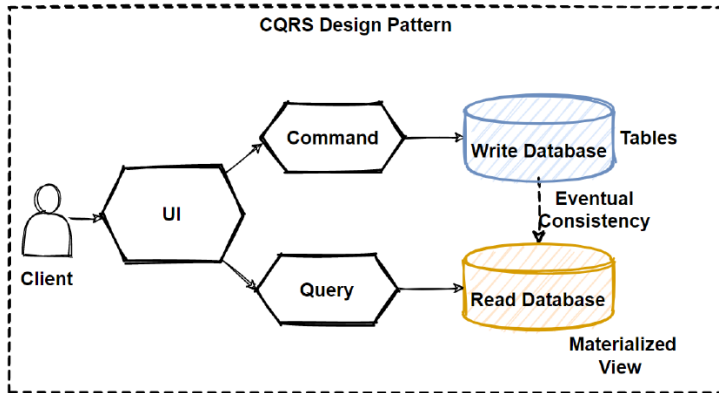 CQRS Design Pattern
Command
Write Database
Tables
UI
Eventual
Consistency
Client
Query
Read Database
Materialized
View